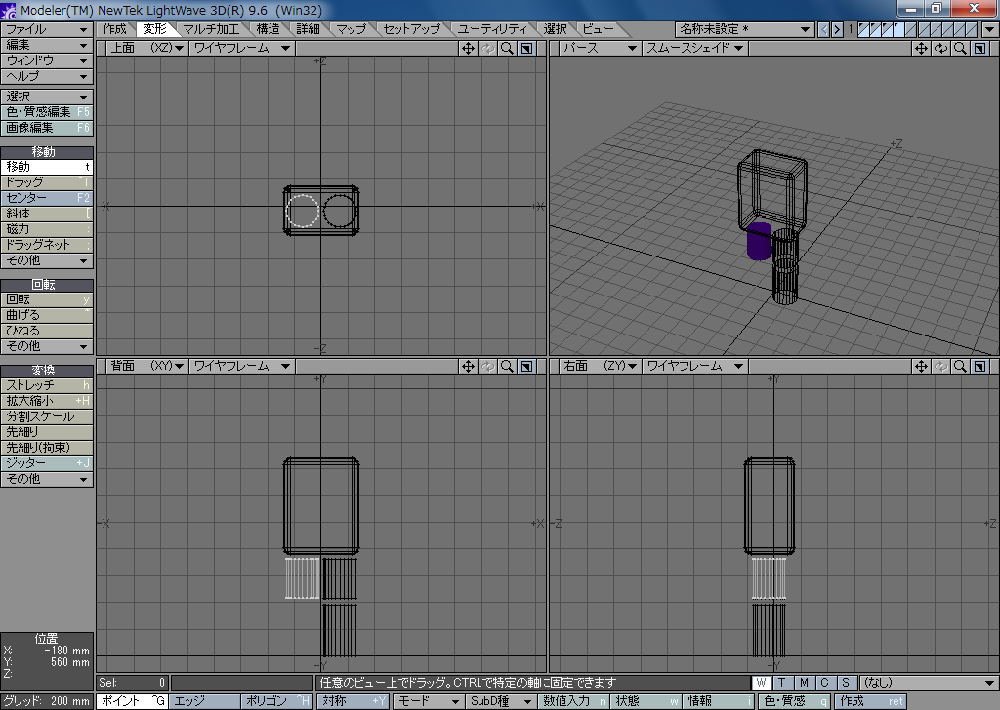 Modeler(TM) NewTek LightWave 3D(R) 9.6 (Win32)
ファイル
作成 変形 マルチ加工 構造 詳細 マップ セットアップ ユーティリティ 選択 ビュー 名称未設定 * < > 1
編集
上面 (XZ) ワイヤフレーム パース スムースシェイド
ウィンドウ
ヘルプ
選択
色・質感編集 F5
画像編集 F6
移動
移動 t
ドラッグ ^T
センター F2
斜体 [
磁力 :
ドラッグネット ;
その他
回転
回転 y
曲げる
ひねる
その他
変換
ストレッチ h
拡大縮小 +H
分割スケール
先細り
先細り(拘束)
ジッター +J
その他
+Z
-X
+X
-Z
+Z
背面 (XY) ワイヤフレーム 右面 (ZY) ワイヤフレーム
+Y
-X
+X
-Y
+Y
-Z
+Z
-Y
位置
X: -180 mm
Y: 560 mm
Z:
グリッド: 200 mm
Sel: 0 任意のビュー上でドラッグ。CTRLで特定の軸に固定できます W T M C S (なし)
ポイント ^G エッジ ポリゴン ^H 対称 +Y モード SubD種 数値入力 n 状態 w 情報 i 色・質感 q 作成 ret